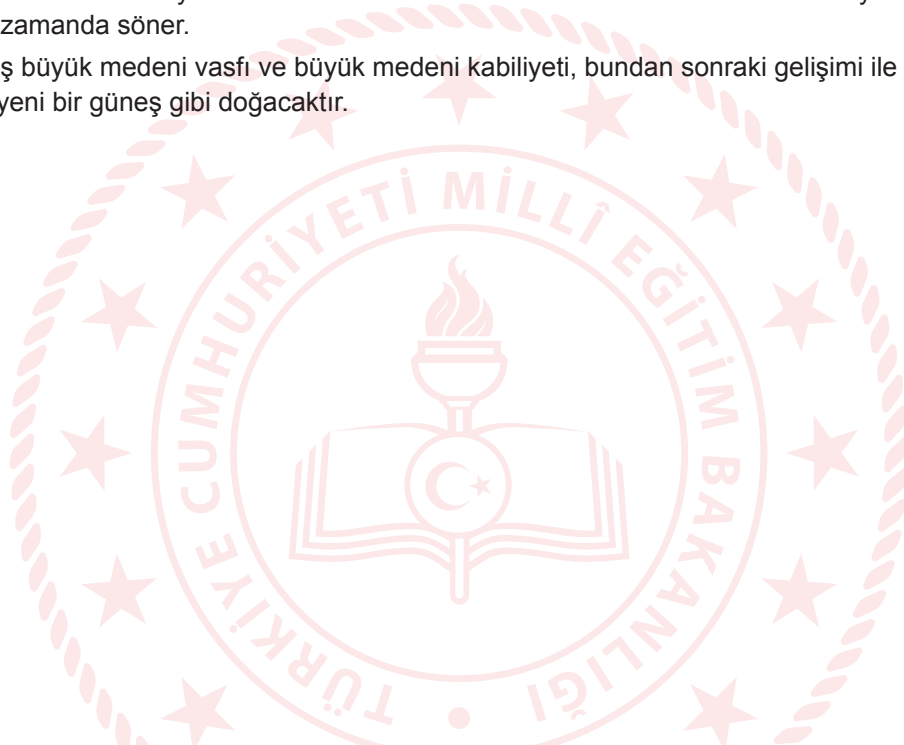 zamanda söner.
ş büyük medeni vasfı ve büyük medeni kabiliyeti, bundan sonraki gelişimi ile
yeni bir güneş gibi doğacaktır.
TÜRKİYE CUMHURİYETİ MİLLÎ EĞİTİM BAKANLIĞI